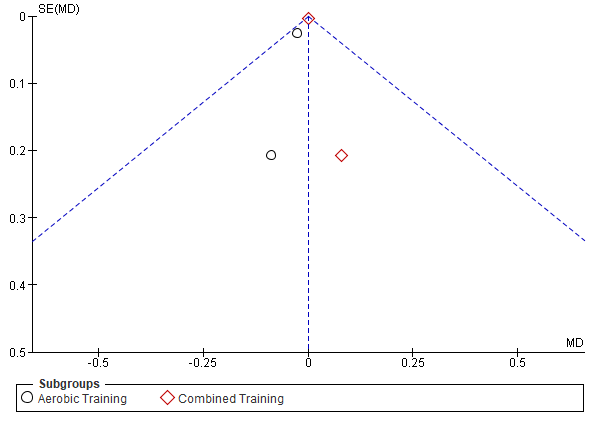 SE(MD)
0
0.1
0.2
0.3
0.4
0.5
-0.5
-0.25
0
0.25
0.5
MD
Subgroups
Aerobic Training
Combined Training